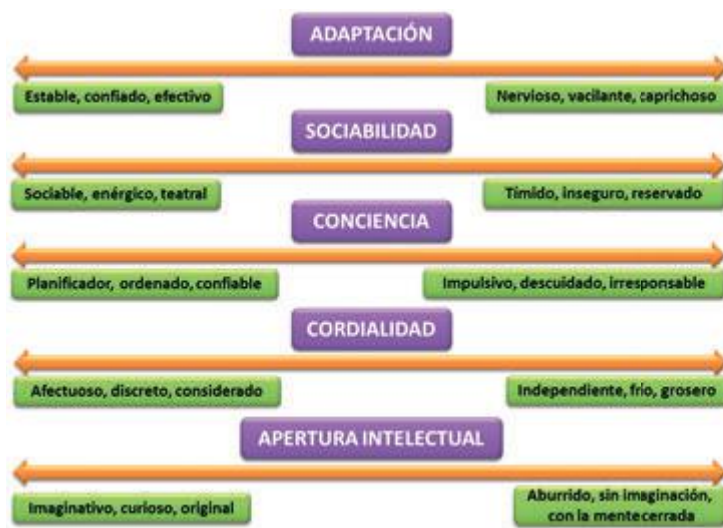 ADAPTACIÓN
Estable, confiado, efectivo
Nervioso, vacilante, caprichoso
SOCIABILIDAD
Sociable, enérgico, teatral
Tímido, inseguro, reservado
CONCIENCIA
Planificador, ordenado, confiable
Impulsivo, descuidado, irresponsable
CORDIALIDAD
Afectuoso, discreto, considerado
Independiente, frío, grosero
APERTURA INTELECTUAL
Imaginativo, curioso, original
Aburrido, sin imaginación,
con la mentecerrada